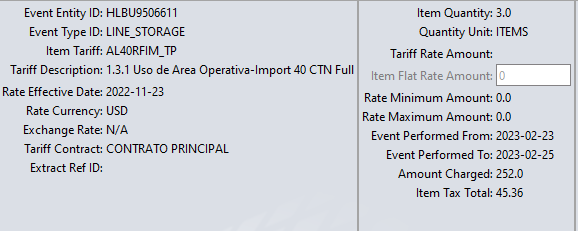 Event Entity ID: HLBU9506611
Event Type ID: LINE_STORAGE
Item Tariff: AL40RFIM_TP
Tariff Description: 1.3.1 Uso de Area Operativa-Import 40 CTN Full
Rate Effective Date: 2022-11-23
Rate Currency: USD
Exchange Rate: N/A
Tariff Contract: CONTRATO PRINCIPAL
Extract Ref ID:
Item Quantity: 3.0
Quantity Unit: ITEMS
Tariff Rate Amount:
Item Flat Rate Amount: 0
Rate Minimum Amount: 0.0
Rate Maximum Amount: 0.0
Event Performed From: 2023-02-23
Event Performed To: 2023-02-25
Amount Charged: 252.0
Item Tax Total: 45.36